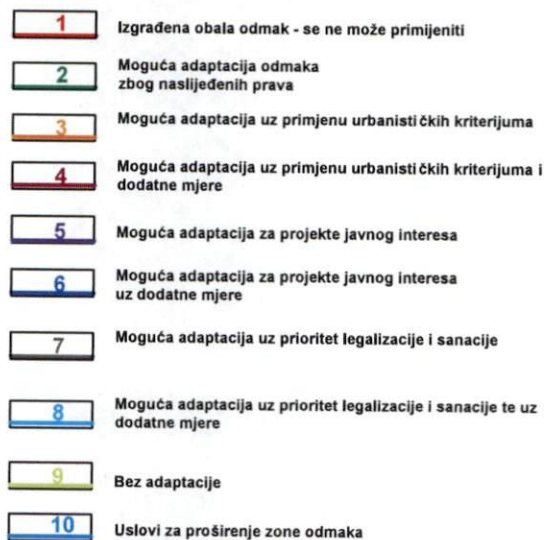 1 Izgrađena obala odmak - se ne može primijeniti
2 Moguća adaptacija odmaka
zbog naslijeđenih prava
3 Moguća adaptacija uz primjenu urbanističkih kriterijuma
4 Moguća adaptacija uz primjenu urbanističkih kriterijuma i
dodatne mjere
5 Moguća adaptacija za projekte javnog interesa
6 Moguća adaptacija za projekte javnog interesa
uz dodatne mjere
7 Moguća adaptacija uz prioritet legalizacije i sanacije
8 Moguća adaptacija uz prioritet legalizacije i sanacije te uz
dodatne mjere
9 Bez adaptacije
10 Uslovi za proširenje zone odmaka